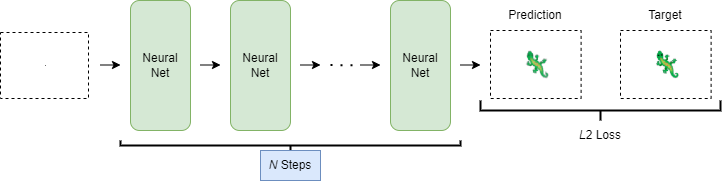 Prediction
Target
Neural
Net
Neural
Net
. . .
Neural
Net
L2 Loss
N Steps